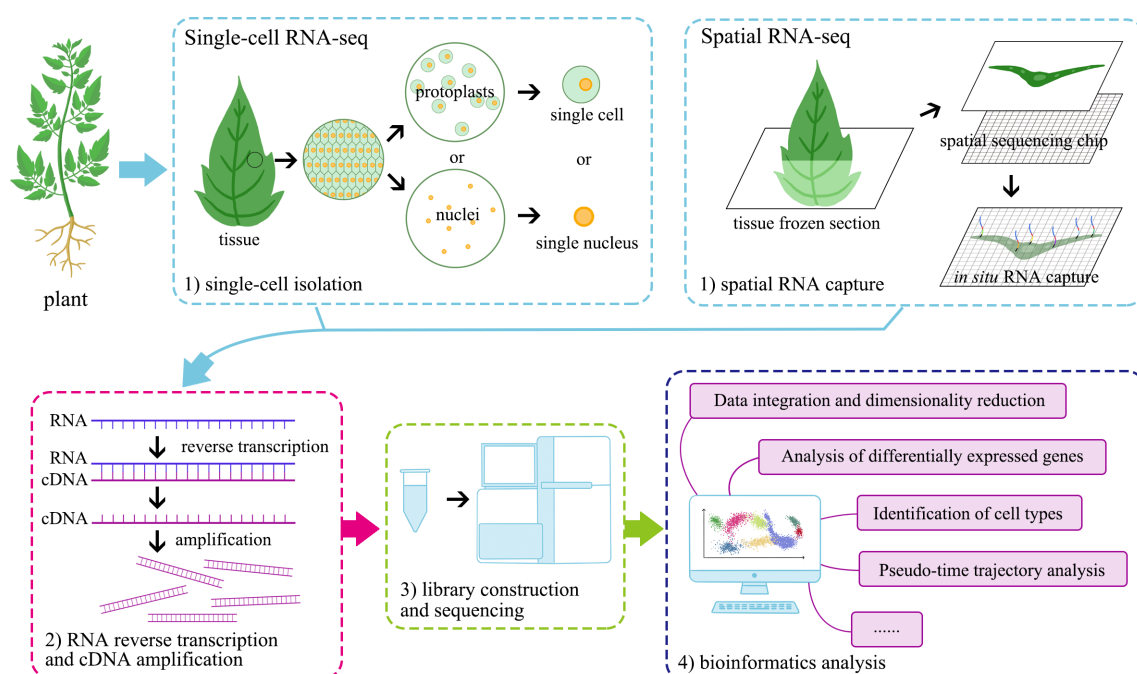 plant
Single-cell RNA-seq
tissue
protoplasts
or
nuclei
single cell
or
single nucleus
1) single-cell isolation
Spatial RNA-seq
tissue frozen section
spatial sequencing chip
in situ RNA capture
1) spatial RNA capture
RNA
reverse transcription
RNA
cDNA
cDNA
amplification
2) RNA reverse transcription
and cDNA amplification
3) library construction
and sequencing
Data integration and dimensionality reduction
Analysis of differentially expressed genes
Identification of cell types
Pseudo-time trajectory analysis
......
4) bioinformatics analysis